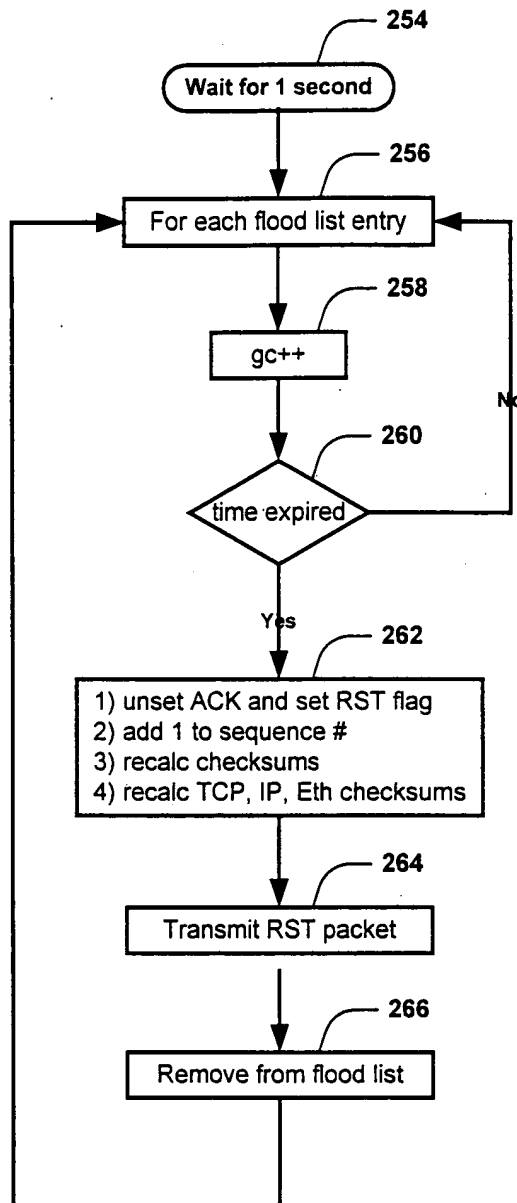 254
Wait for 1 second
256
For each flood list entry
258
gc++
No
260
time expired
Yes
262
1) unset ACK and set RST flag
2) add 1 to sequence #
3) recalc checksums
4) recalc TCP, IP, Eth checksums
264
Transmit RST packet
266
Remove from flood list